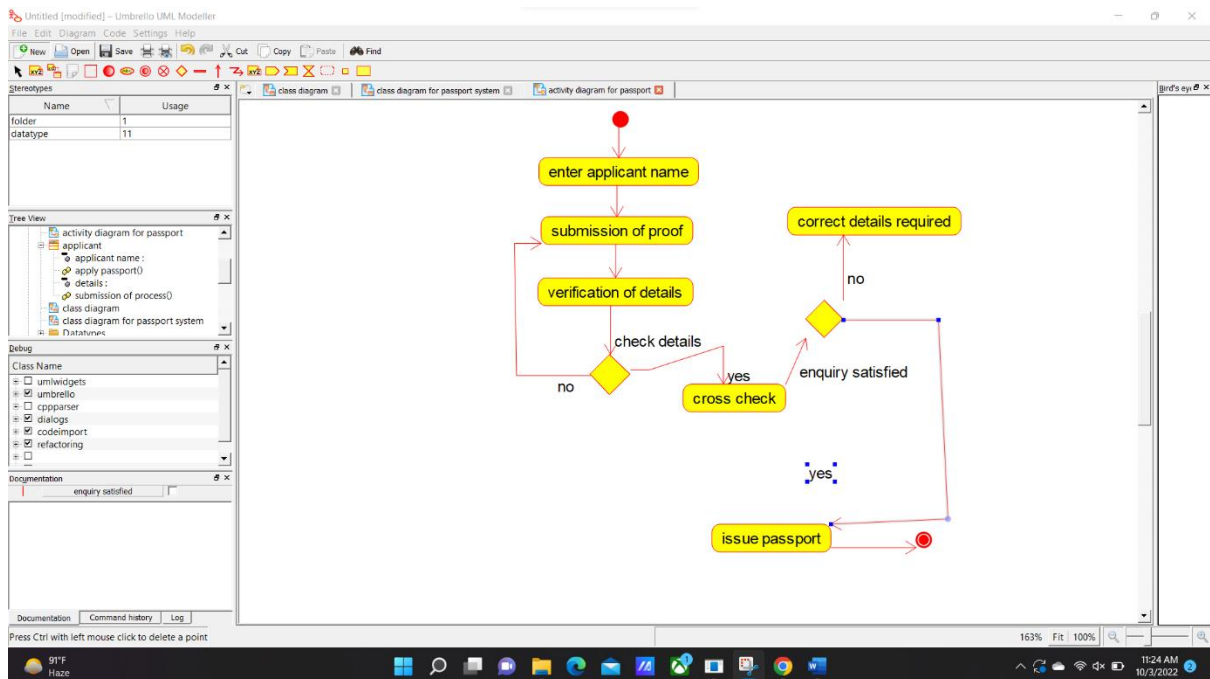 Untitled [modified] – Umbrello UML Modeller
File Edit Diagram Code Settings Help
New Open Save Cut Copy Paste Find
Stereotypes
Name Usage
folder 1
datatype 11
Tree View
activity diagram for passport
applicant
applicant name :
apply passport()
details :
submission of process()
class diagram
class diagram for passport system
Datatypes
Debug
Class Name
umlwidgets
umbrello
cppparser
dialogs
codeimport
refactoring
Documentation
enquiry satisfied
Documentation Command history Log
Press Ctrl with left mouse click to delete a point
class diagram class diagram for passport system activity diagram for passport
Bird's eye
enter applicant name
submission of proof
verification of details
check details
no
yes
cross check
enquiry satisfied
no
correct details required
yes
issue passport
163% Fit 100%
91°F
Haze
11:24 AM
10/3/2022
2